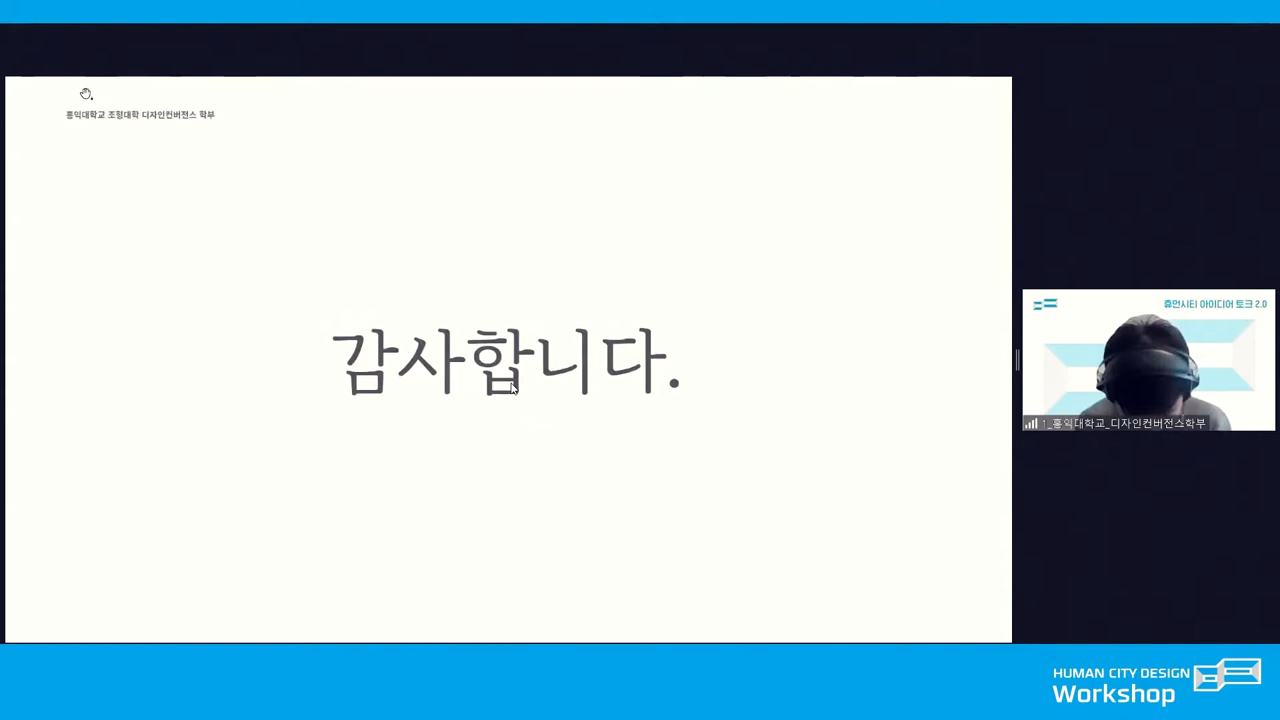 홍익대학교 조형대학 디자인컨버전스 학부
감사합니다.
휴먼시티 아이디어 토크 2.0
1_홍익대학교_디자인컨버전스학부
HUMAN CITY DESIGN
Workshop